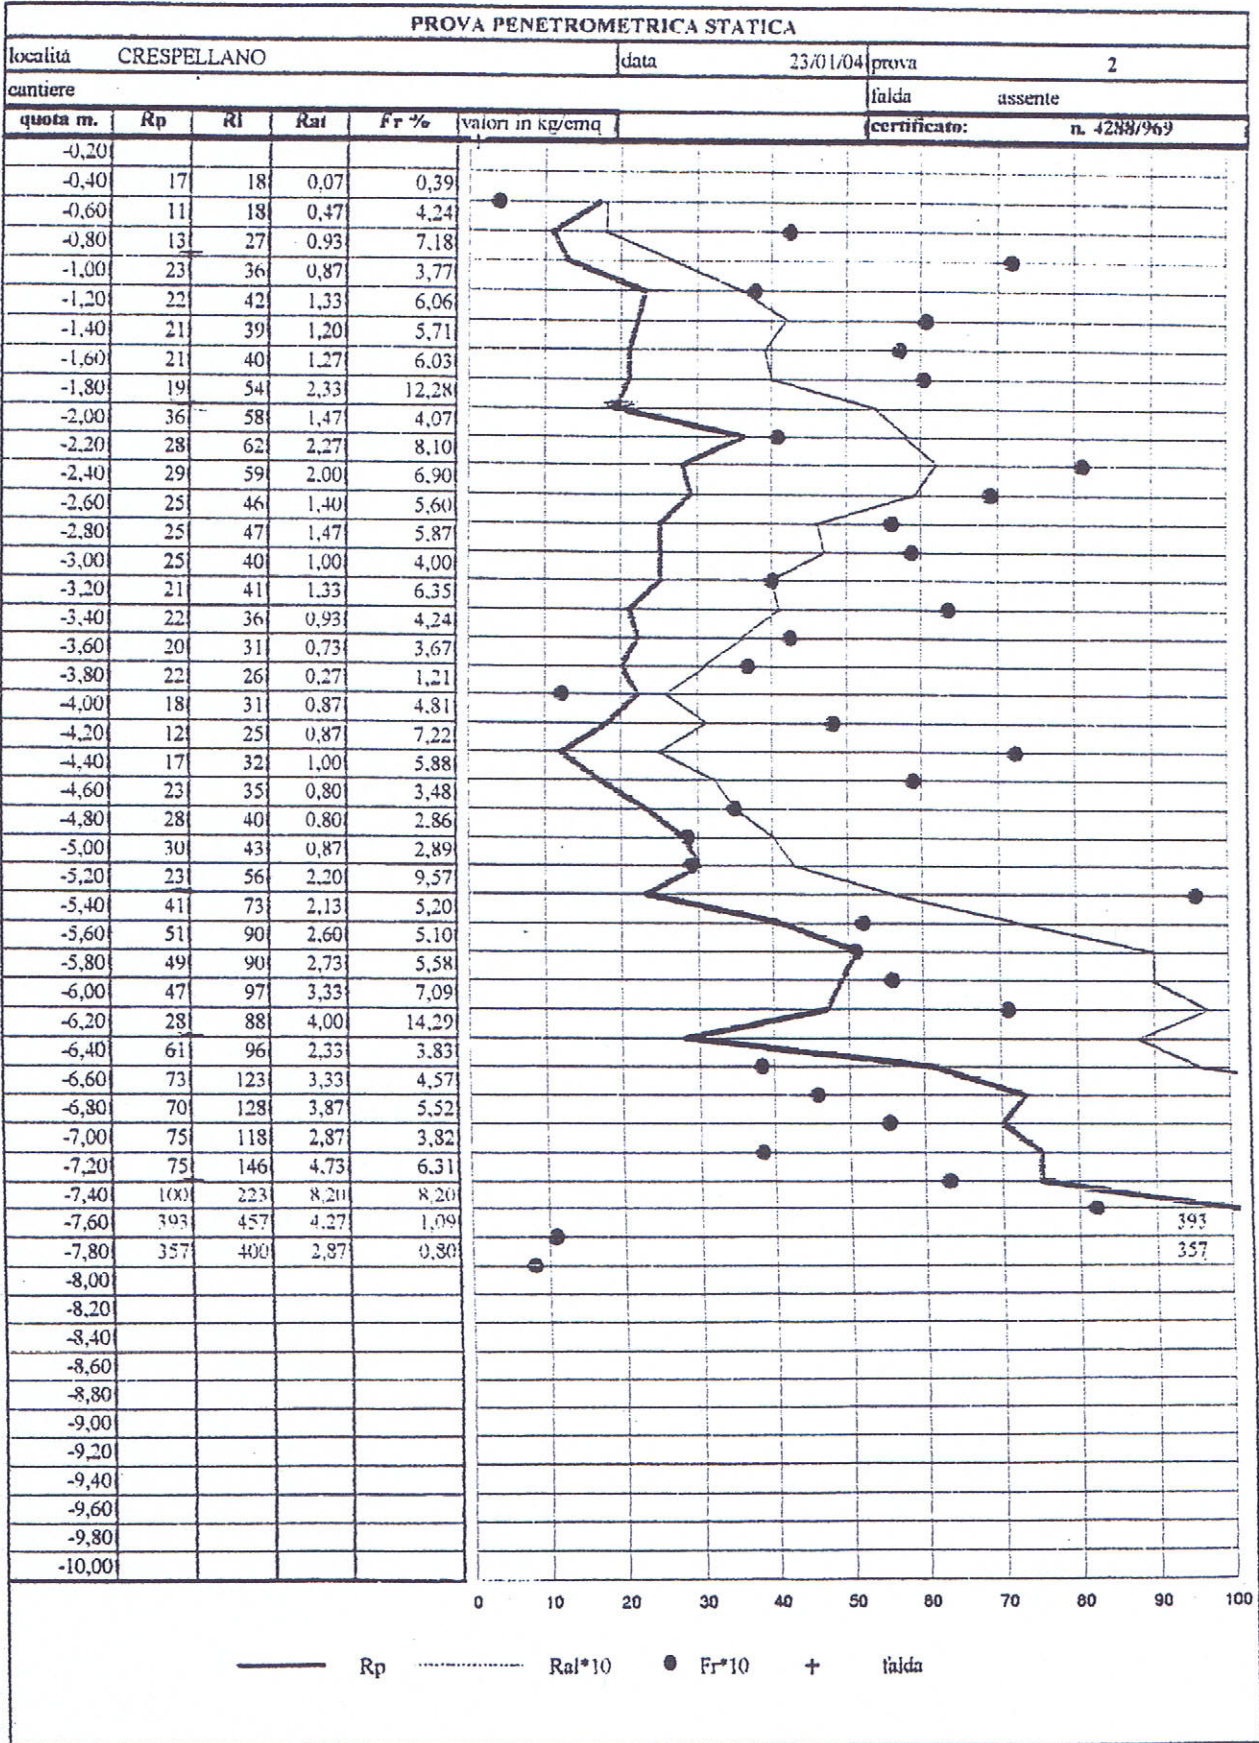 PROVA PENETROMETRICA STATICA
località CRESPELLANO data 23/01/04 prova 2
cantiere falda assente
quota m. Rp Rl Ral Fr % valori in kg/cmq certificato: n. 4288/969
-0,20
-0,40 17 18 0,07 0,39
-0,60 11 18 0,47 4,24
-0,80 13 27 0,93 7,18
-1,00 23 36 0,87 3,77
-1,20 22 42 1,33 6,06
-1,40 21 39 1,20 5,71
-1,60 21 40 1,27 6,03
-1,80 19 54 2,33 12,28
-2,00 36 58 1,47 4,07
-2,20 28 62 2,27 8,10
-2,40 29 59 2,00 6,90
-2,60 25 46 1,40 5,60
-2,80 25 47 1,47 5,87
-3,00 25 40 1,00 4,00
-3,20 21 41 1,33 6,35
-3,40 22 36 0,93 4,24
-3,60 20 31 0,73 3,67
-3,80 22 26 0,27 1,21
-4,00 18 31 0,87 4,81
-4,20 12 25 0,87 7,22
-4,40 17 32 1,00 5,88
-4,60 23 35 0,80 3,48
-4,80 28 40 0,80 2,86
-5,00 30 43 0,87 2,89
-5,20 23 56 2,20 9,57
-5,40 41 73 2,13 5,20
-5,60 51 90 2,60 5,10
-5,80 49 90 2,73 5,58
-6,00 47 97 3,33 7,09
-6,20 28 88 4,00 14,29
-6,40 61 96 2,33 3,83
-6,60 73 123 3,33 4,57
-6,80 70 128 3,87 5,52
-7,00 75 118 2,87 3,82
-7,20 75 146 4,73 6,31
-7,40 100 223 8,20 8,20
-7,60 393 457 4,27 1,09 393
-7,80 357 400 2,87 0,80 357
-8,00
-8,20
-8,40
-8,60
-8,80
-9,00
-9,20
-9,40
-9,60
-9,80
-10,00
0 10 20 30 40 50 60 70 80 90 100
Rp Ral*10 Fr*10 falda